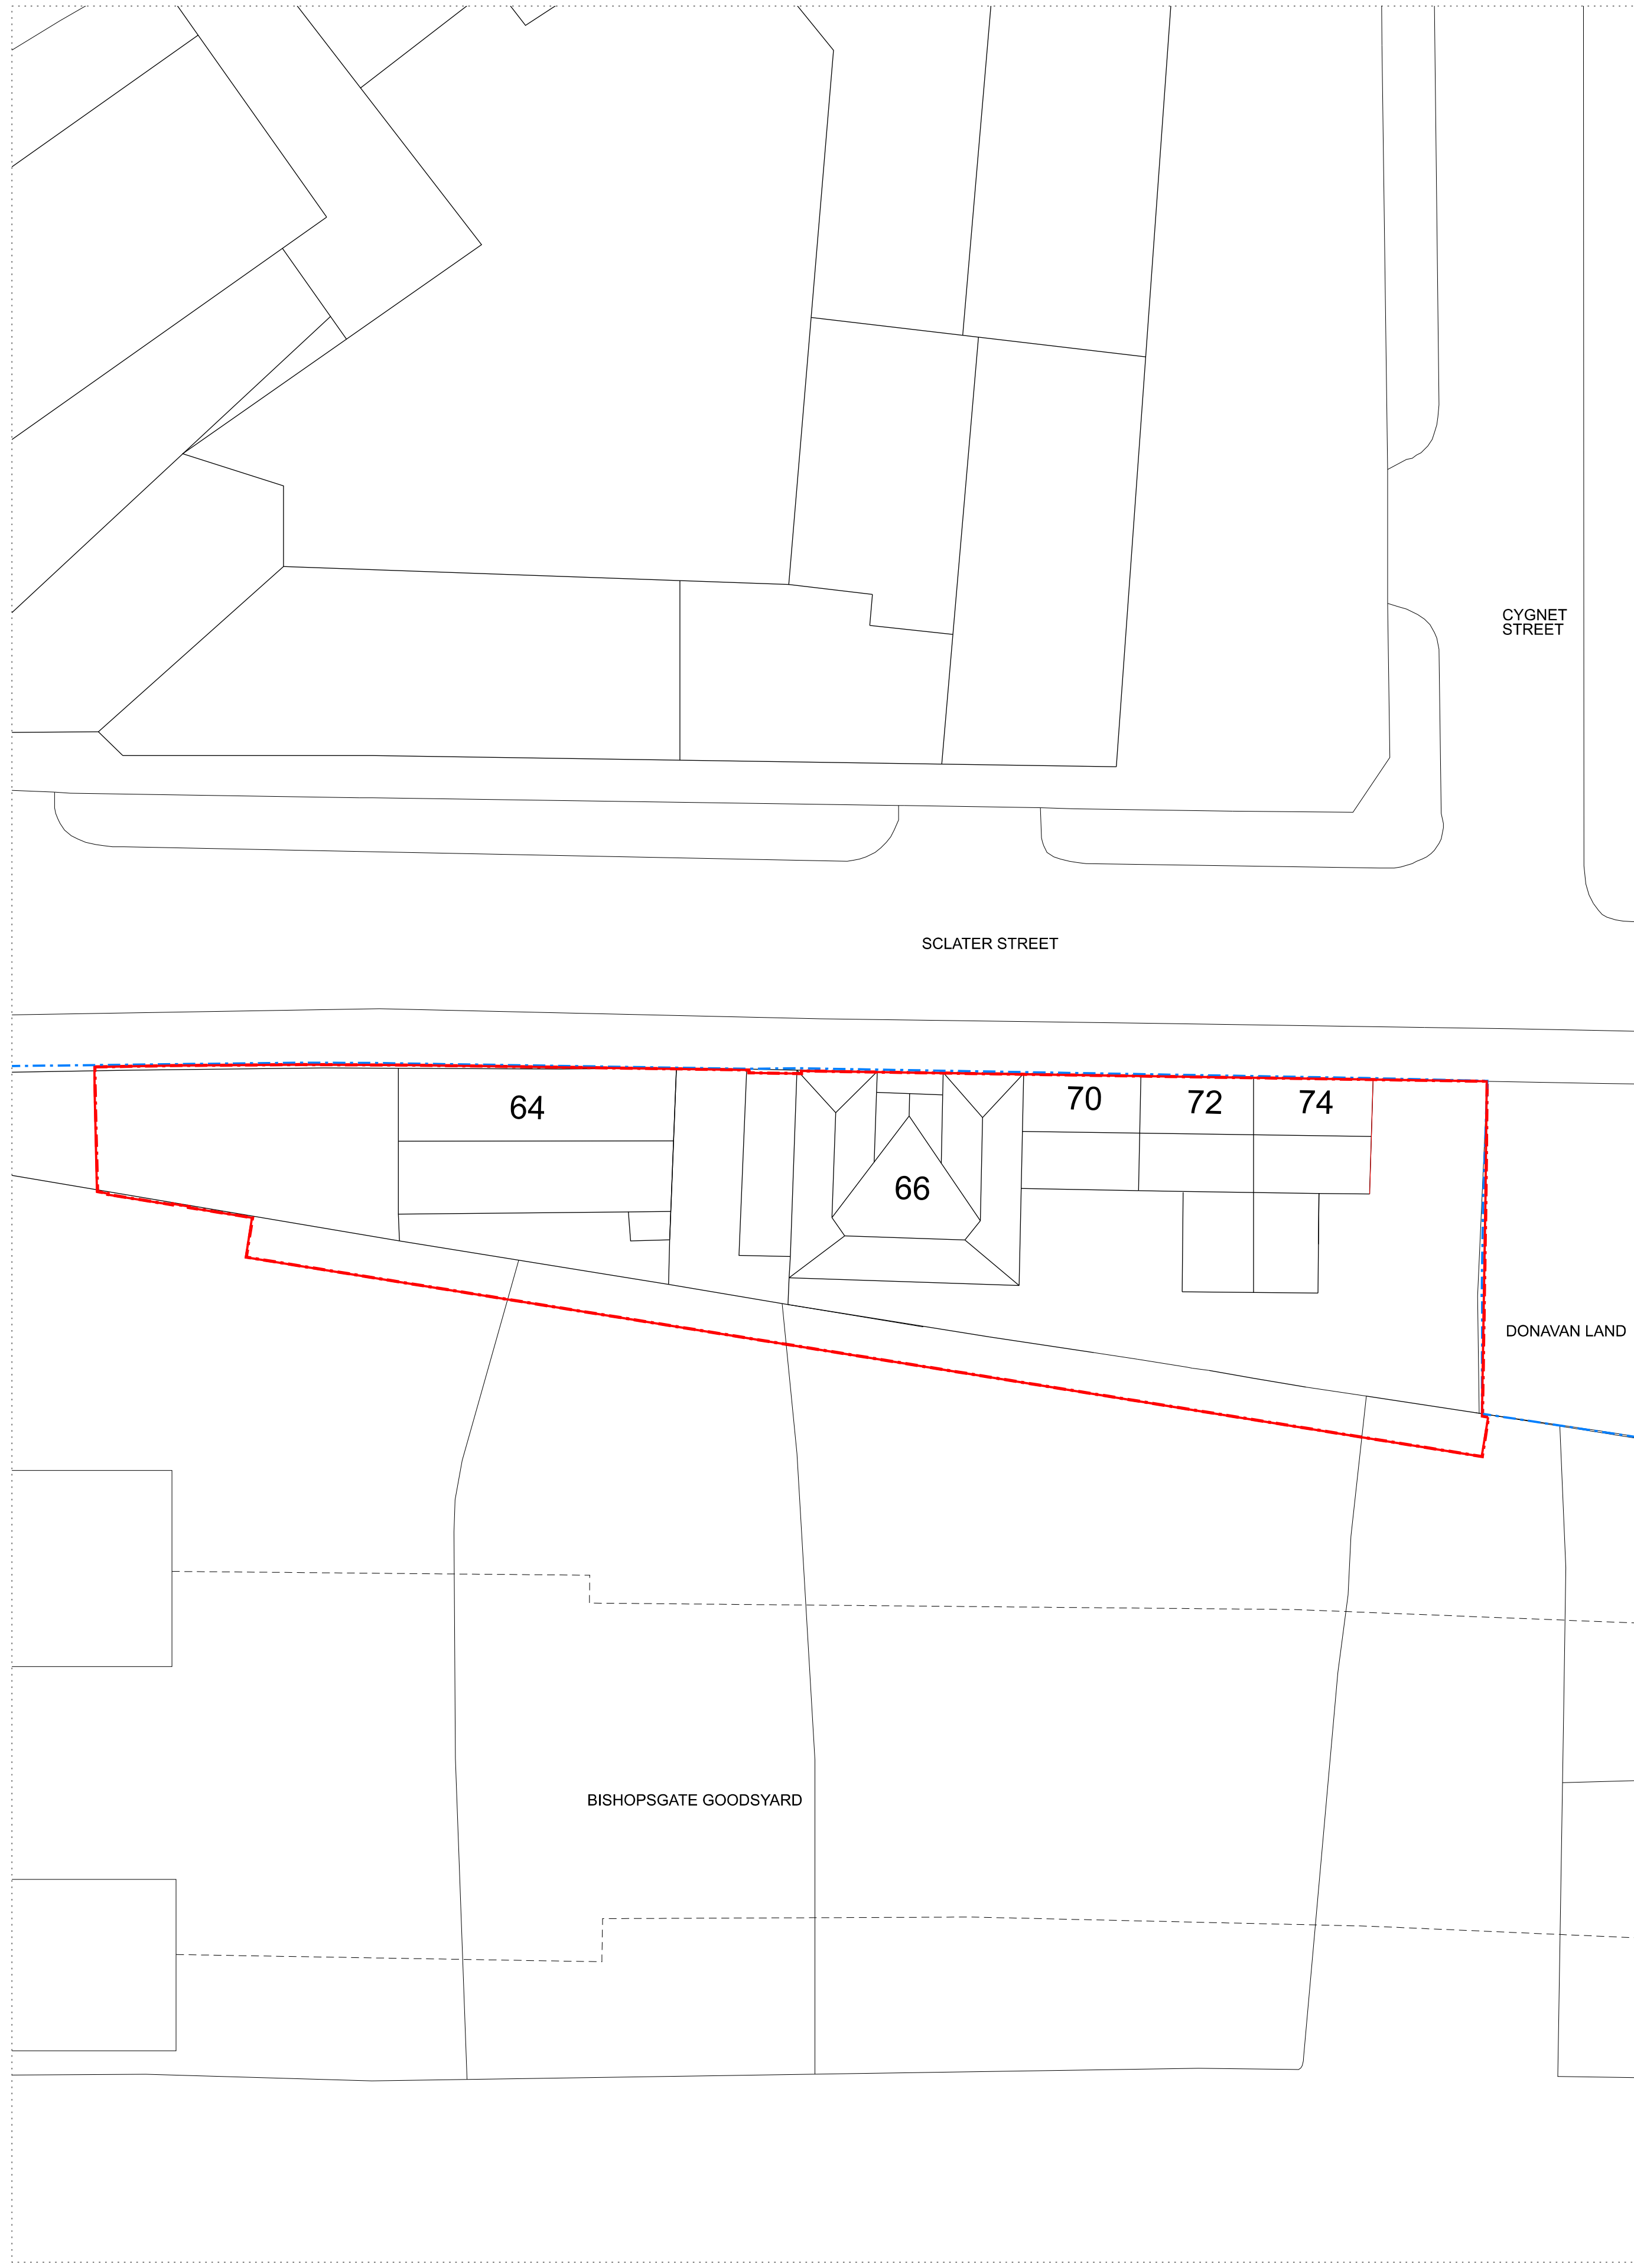 CYGNET
STREET
SCLATER STREET
64
70
72
74
66
DONAVAN LAND
BISHOPSGATE GOODSYARD